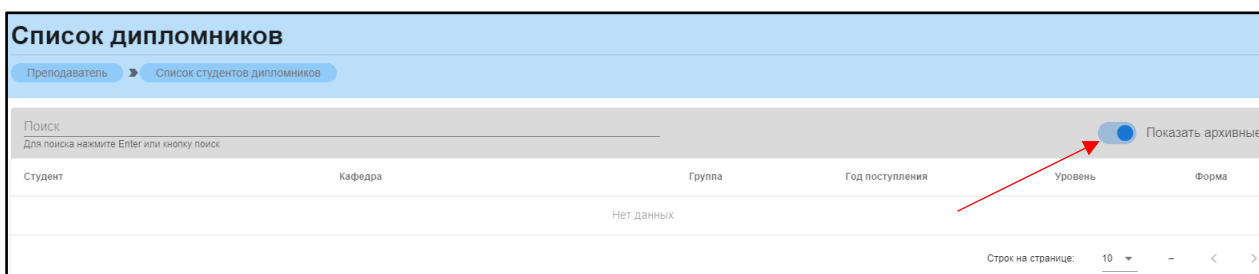 Список дипломников
Преподаватель Список студентов дипломников
Поиск
Для поиска нажмите Enter или кнопку поиск
Показать архивные
Студент Кафедра Группа Год поступления Уровень Форма
Нет данных
Строк на странице: 10 –